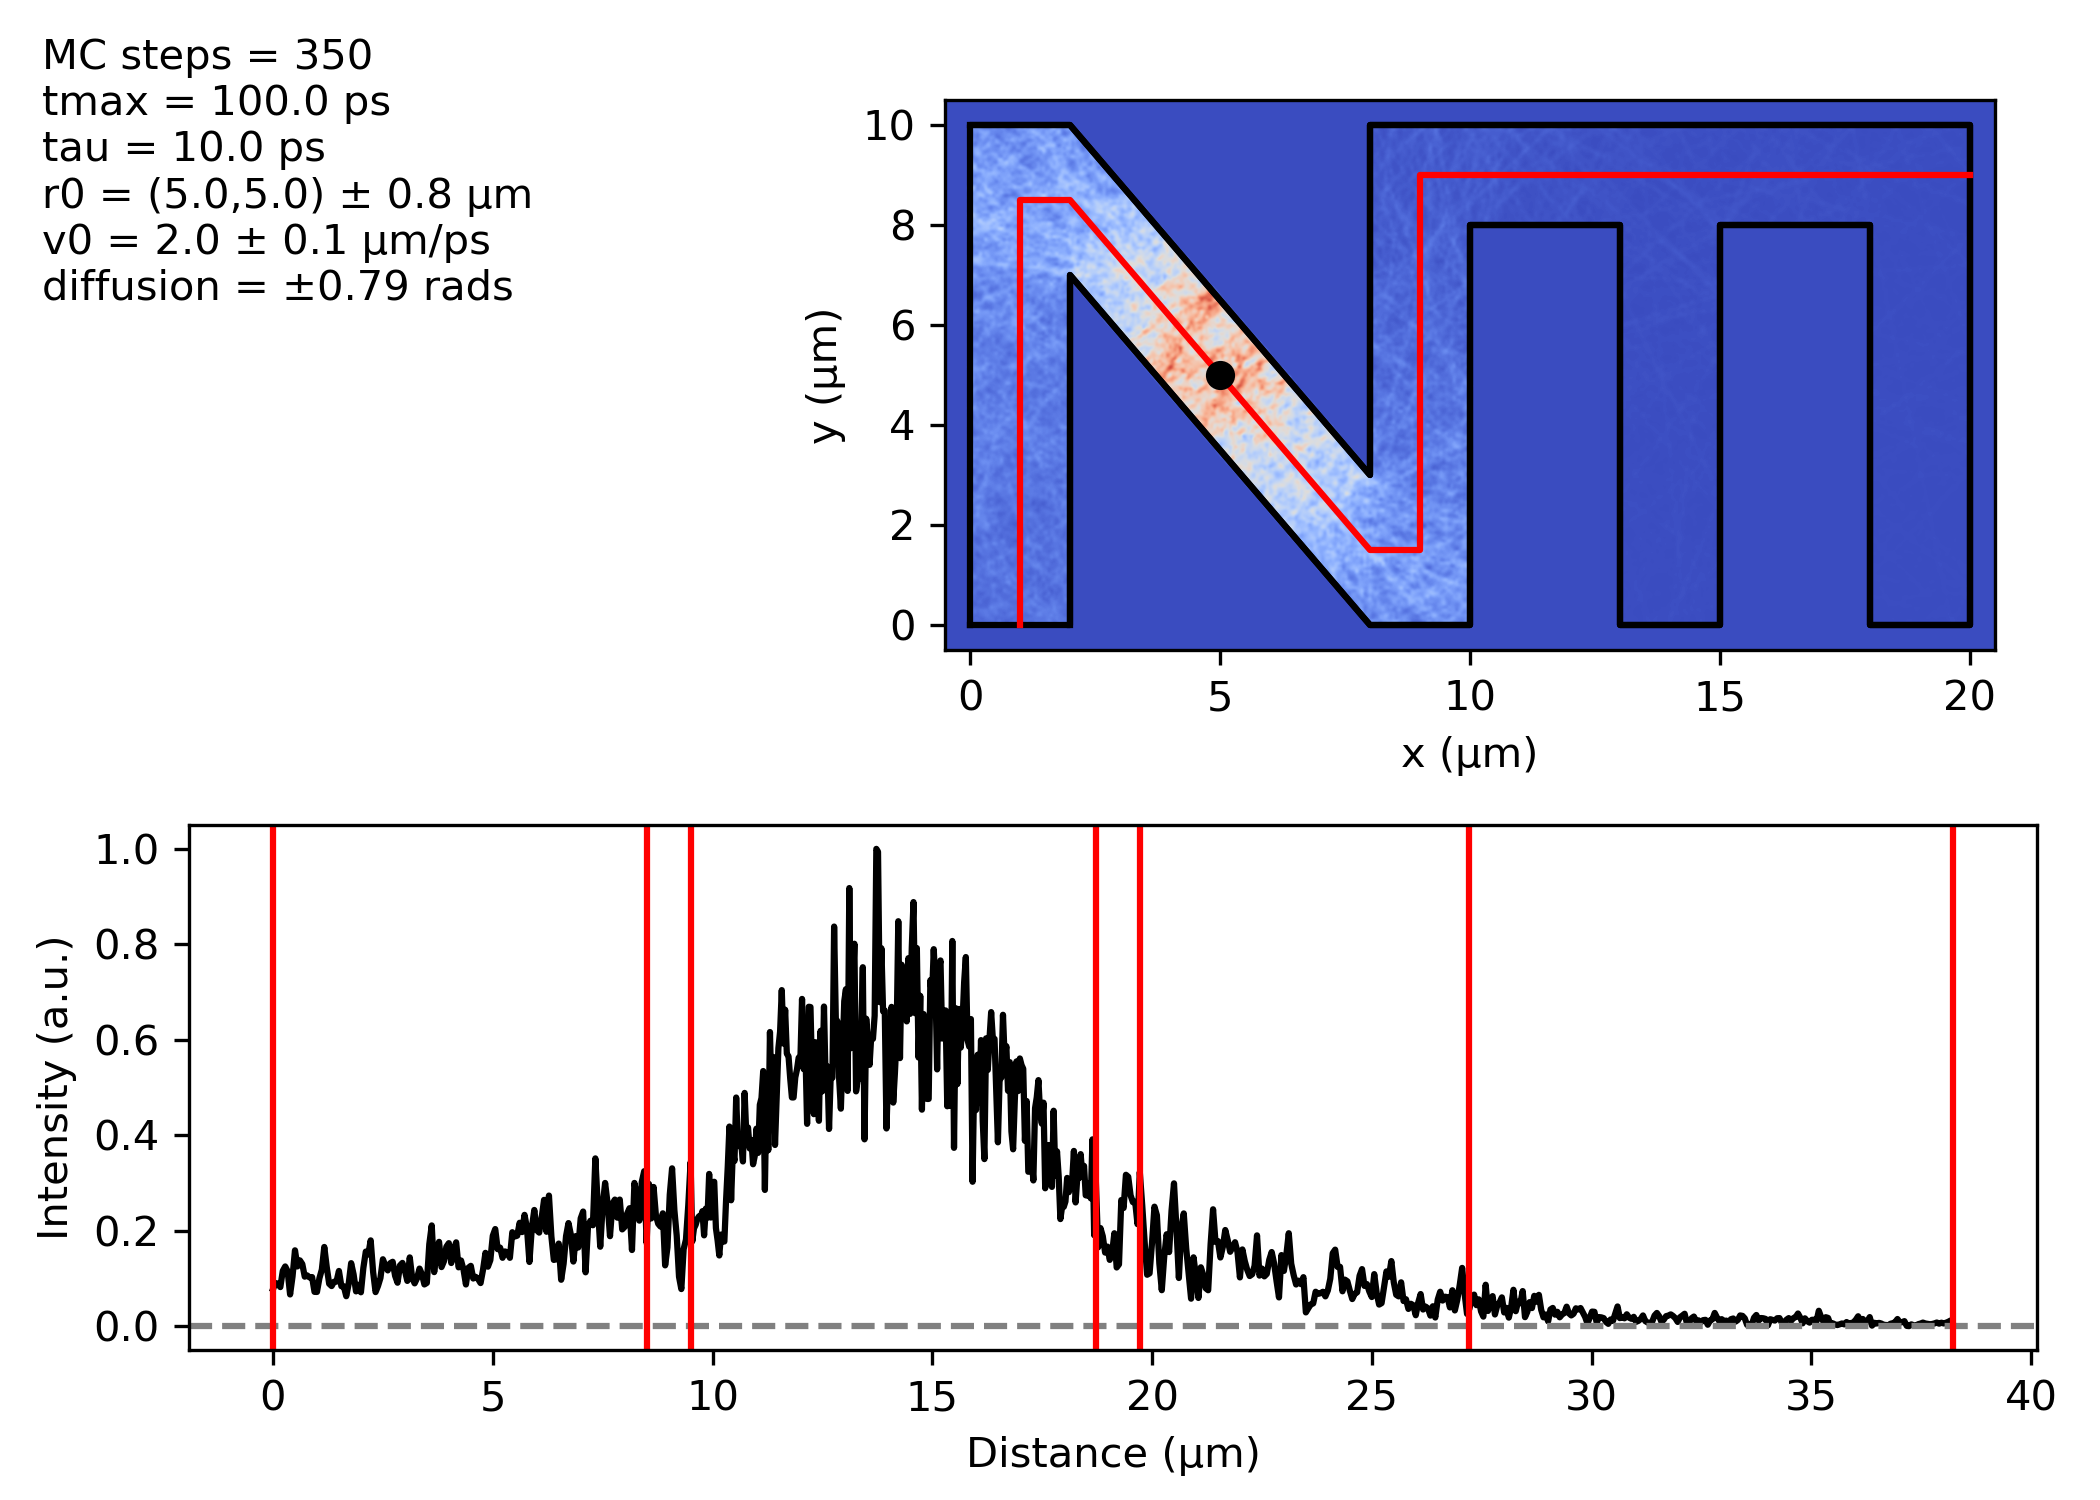 MC steps = 350
tmax = 100.0 ps
tau = 10.0 ps
r0 = (5.0,5.0) ± 0.8 µm
v0 = 2.0 ± 0.1 µm/ps
diffusion = ±0.79 rads
10
8
6
4
2
0
y (µm)
0 5 10 15 20
x (µm)
1.0
0.8
0.6
0.4
0.2
0.0
Intensity (a.u.)
0 5 10 15 20 25 30 35 40
Distance (µm)